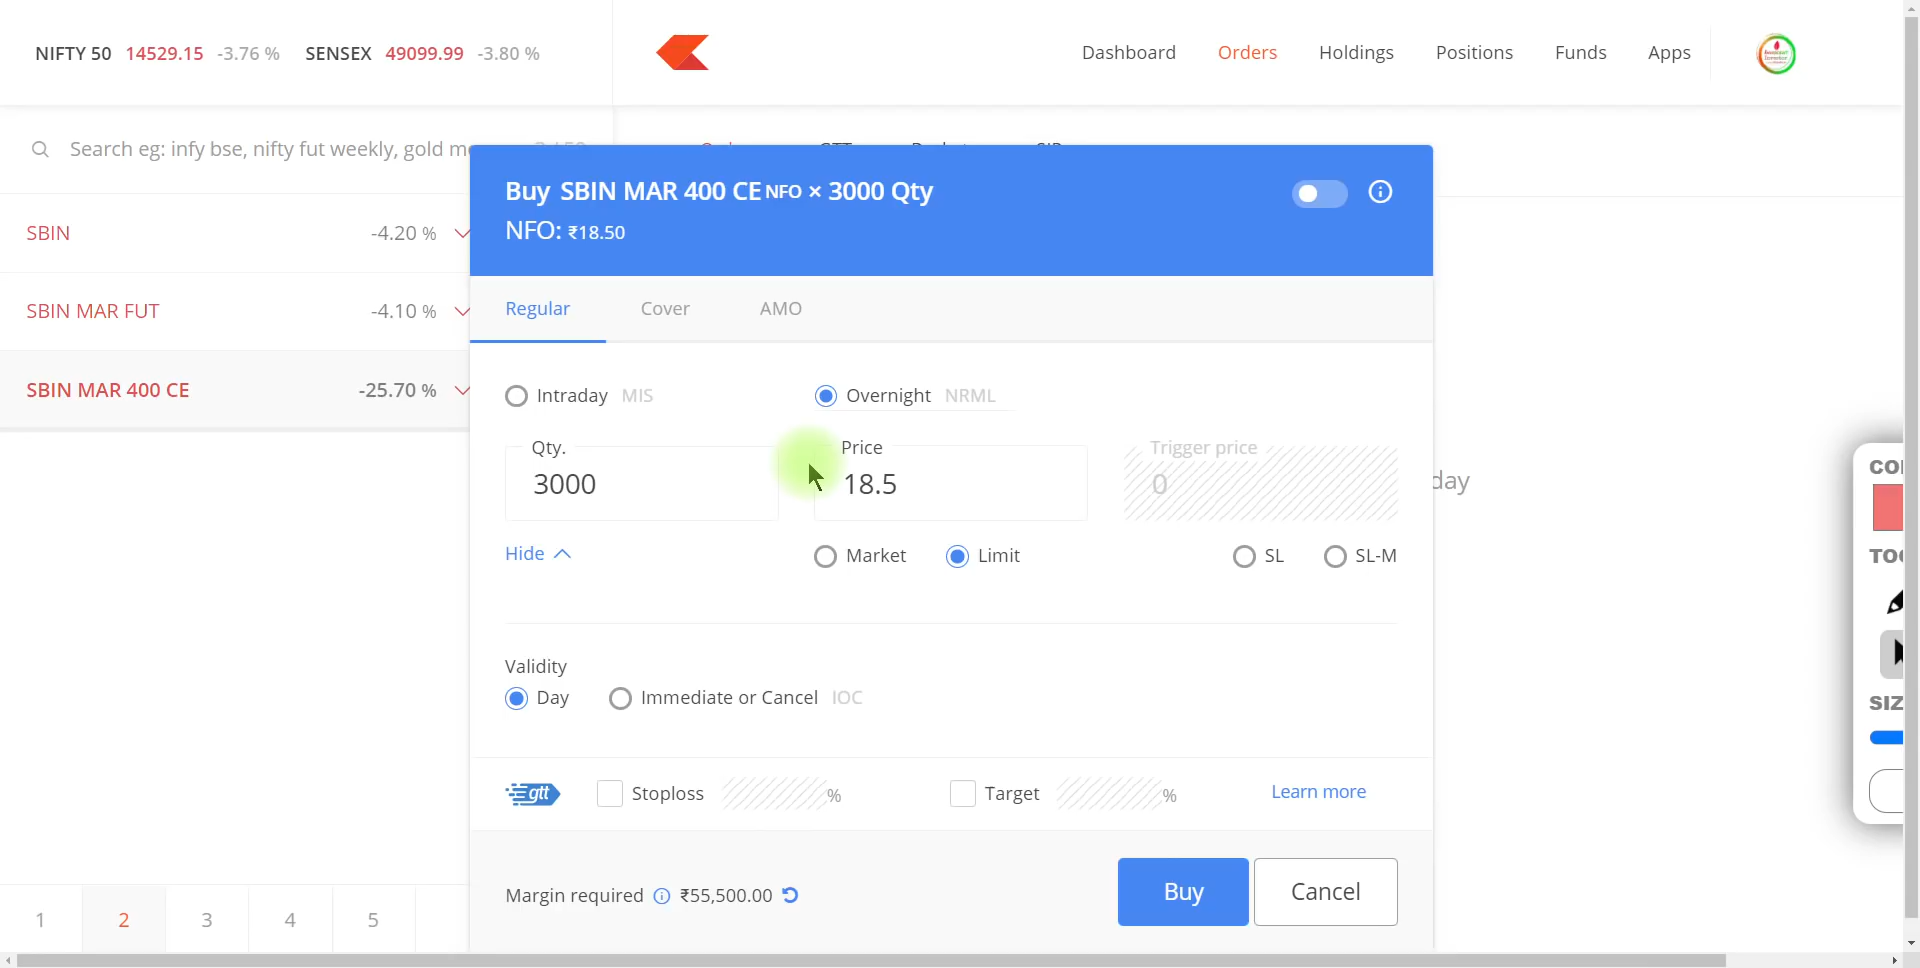 NIFTY 50 14529.15 -3.76 % SENSEX 49099.99 -3.80 %
Dashboard Orders Holdings Positions Funds Apps
Search eg: infy bse, nifty fut weekly, gold
SBIN -4.20 %
SBIN MAR FUT -4.10 %
SBIN MAR 400 CE -25.70 %
1 2 3 4 5
Buy SBIN MAR 400 CE NFO × 3000 Qty
NFO: ₹18.50
Regular Cover AMO
Intraday MIS Overnight NRML
Qty. Price Trigger price
3000 18.5 0
Hide Market Limit SL SL-M
Validity
Day Immediate or Cancel IOC
gtt Stoploss % Target % Learn more
Margin required ₹55,500.00 Buy Cancel
day